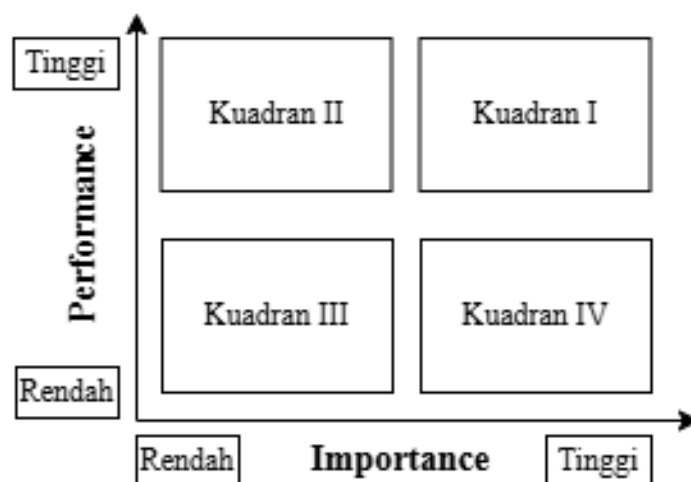 Tinggi
Kuadran II
Kuadran I
Performance
Kuadran III
Kuadran IV
Rendah
Rendah
Importance
Tinggi